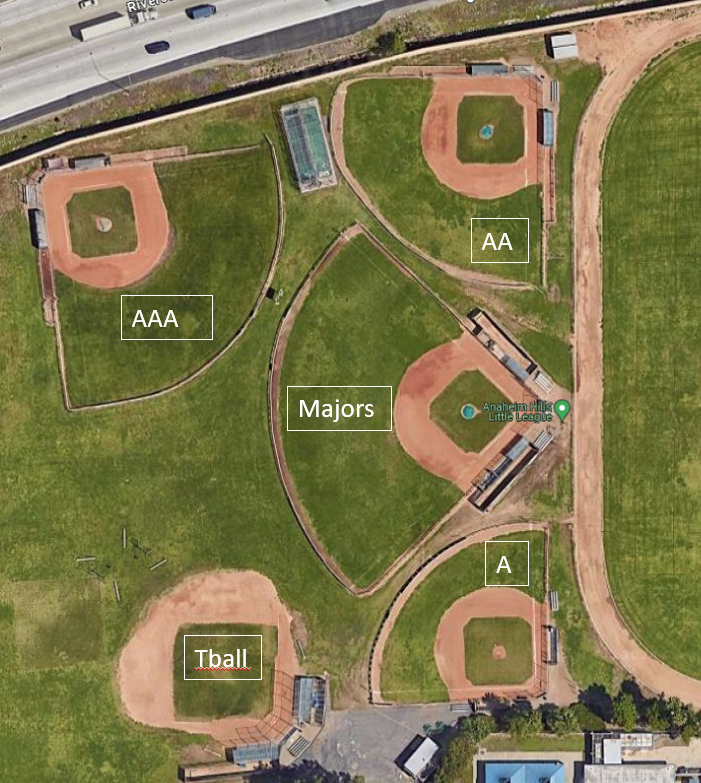 AA
AAA
Majors
Anaheim Hills
Little League
A
Tball